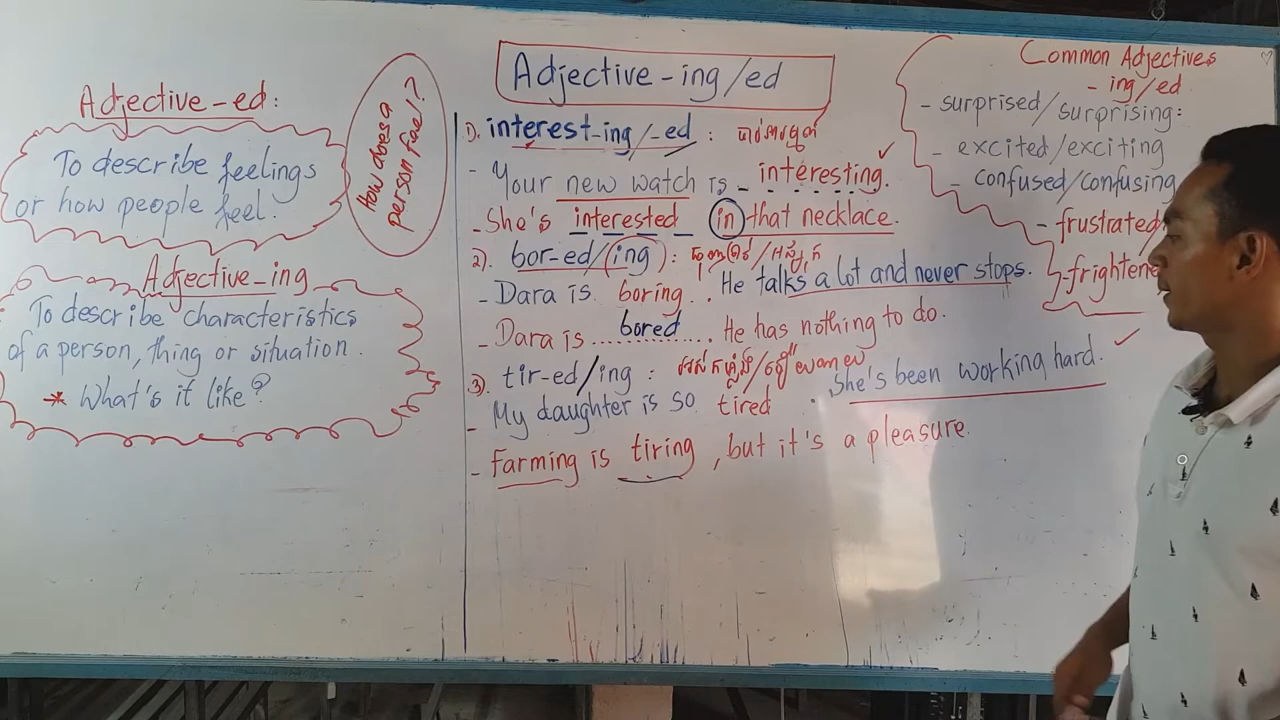 Adjective-ed:
To describe feelings
or how people feel.
How does a
person feel?
Adjective-ing
To describe characteristics
of a person, thing or situation.
* What's it like?
Adjective-ing/ed
1). interest-ing/-ed :
- Your new watch is interesting. ✓
- She's interested in that necklace.
2). bor-ed/(ing) :
- Dara is boring. He talks a lot and never stops.
- Dara is bored. He has nothing to do.
3. tir-ed/ing :
- My daughter is so tired. She's been working hard. ✓
- Farming is tiring, but it's a pleasure.
Common Adjectives
- ing/ed
- surprised/surprising:
- excited/exciting
- confused/confusing
- frustrated/
- frightene